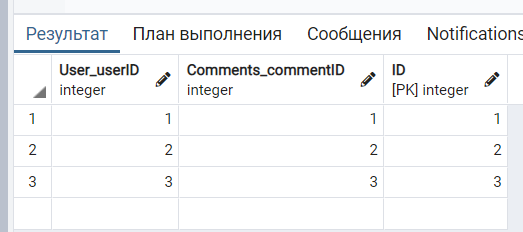 Результат План выполнения Сообщения Notifications
User_userID Comments_commentID ID
integer integer [PK] integer
1 1 1 1
2 2 2 2
3 3 3 3